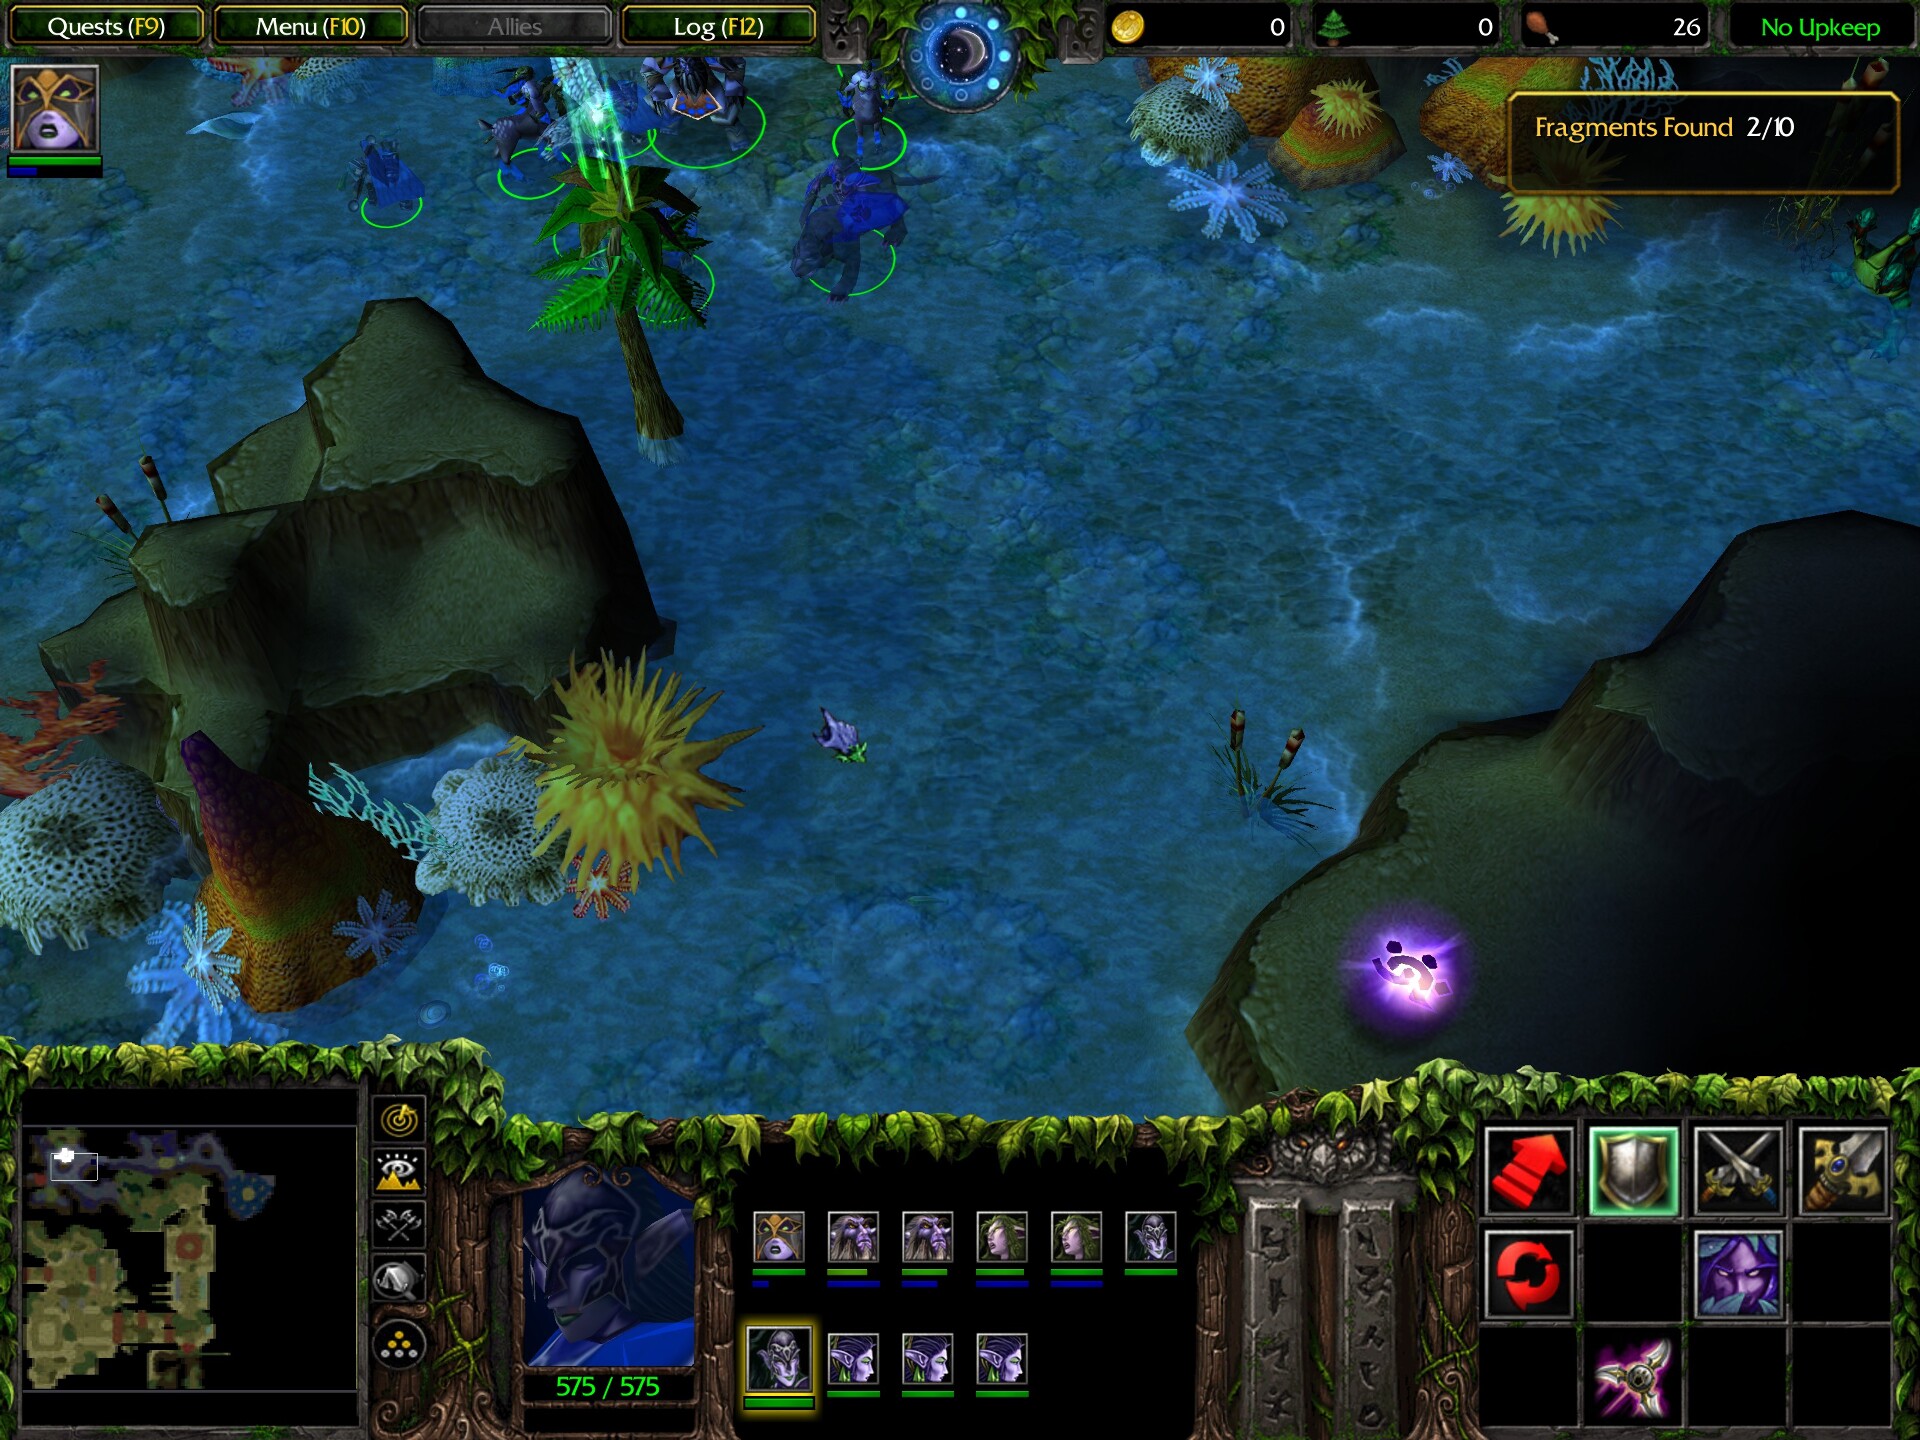 Quests (F9)
Menu (F10)
Allies
Log (F12)
0
0
26
No Upkeep
Fragments Found 2/10
575 / 575